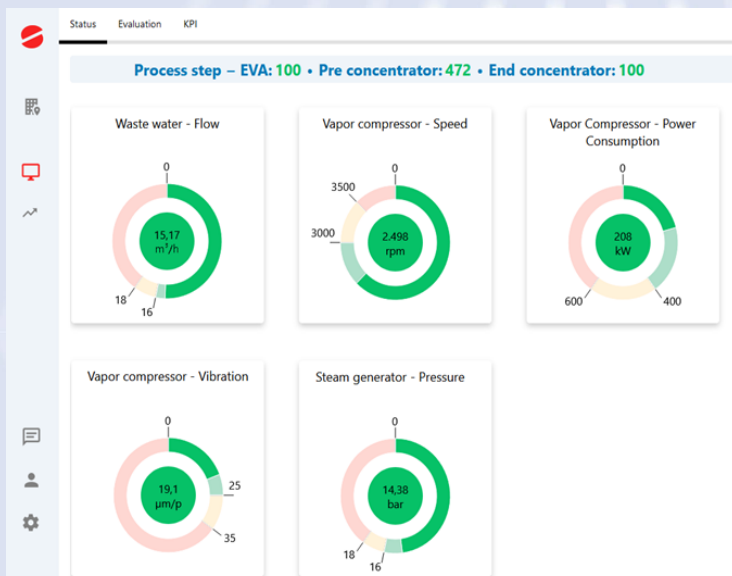 Status Evaluation KPI
Process step – EVA: 100 • Pre concentrator: 472 • End concentrator: 100
Waste water - Flow
0
15,17
m³/h
18
16
Vapor compressor - Speed
0
3500
3000
2.498
rpm
Vapor Compressor - Power
Consumption
0
208
kW
600
400
Vapor compressor - Vibration
0
19,1
µm/p
25
35
Steam generator - Pressure
0
14,38
bar
18
16